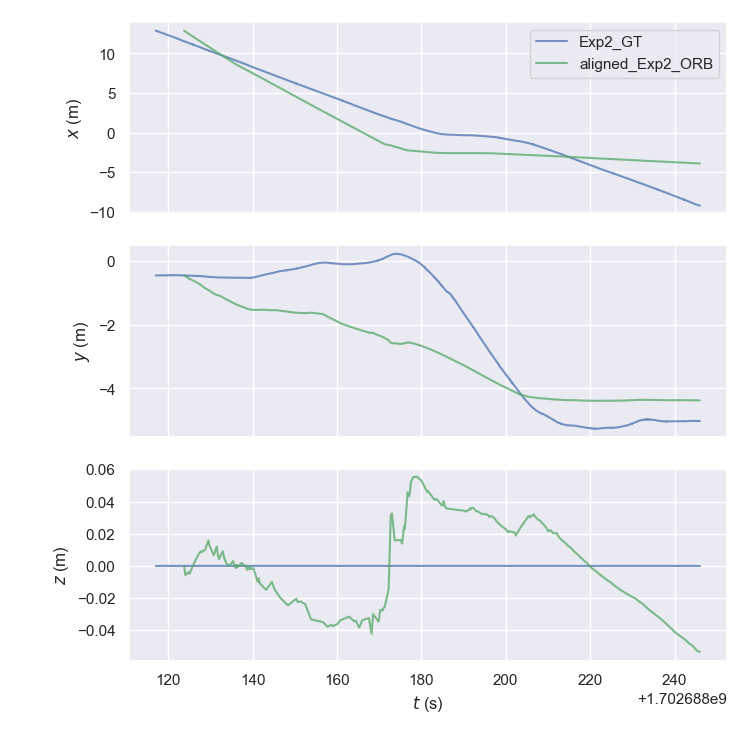 Exp2_GT
aligned_Exp2_ORB
10
5
0
−5
−10
x (m)
0
−2
−4
y (m)
0.06
0.04
0.02
0.00
−0.02
−0.04
z (m)
120 140 160 180 200 220 240
t (s)
+1.702688e9